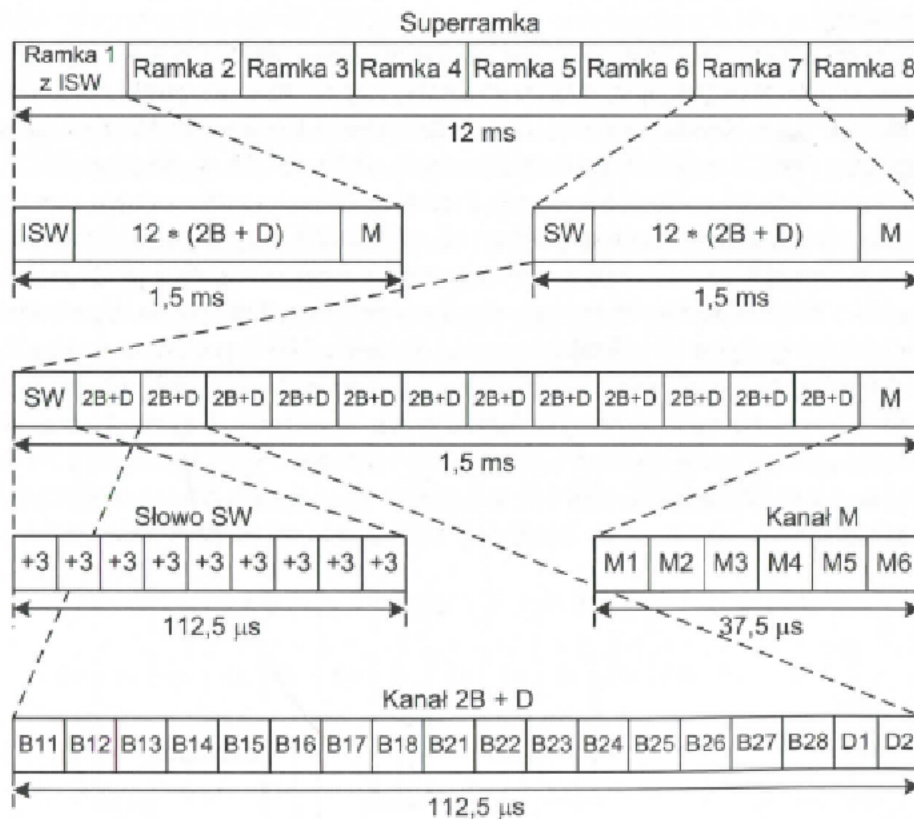 Superramka
Ramka 1 z ISW Ramka 2 Ramka 3 Ramka 4 Ramka 5 Ramka 6 Ramka 7 Ramka 8
12 ms
ISW 12 * (2B + D) M SW 12 * (2B + D) M
1,5 ms 1,5 ms
SW 2B+D 2B+D 2B+D 2B+D 2B+D 2B+D 2B+D 2B+D 2B+D 2B+D 2B+D 2B+D M
1,5 ms
Słowo SW Kanał M
+3 +3 +3 +3 +3 +3 +3 +3 +3 M1 M2 M3 M4 M5 M6
112,5 µs 37,5 µs
Kanał 2B + D
B11 B12 B13 B14 B15 B16 B17 B18 B21 B22 B23 B24 B25 B26 B27 B28 D1 D2
112,5 µs